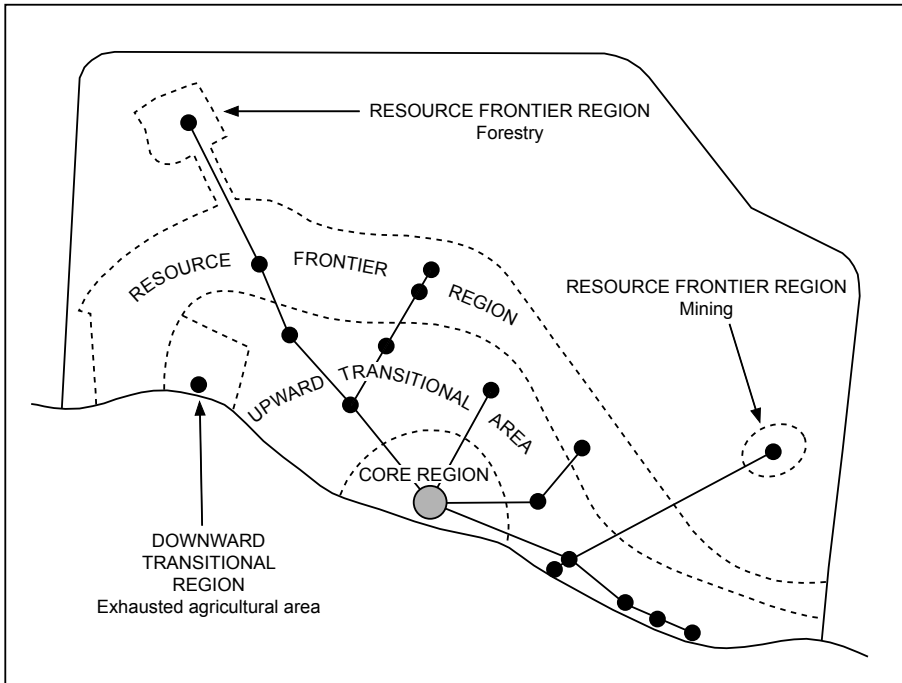 RESOURCE FRONTIER REGION
Forestry
RESOURCE FRONTIER REGION
RESOURCE FRONTIER REGION
Mining
UPWARD TRANSITIONAL AREA
CORE REGION
DOWNWARD
TRANSITIONAL
REGION
Exhausted agricultural area